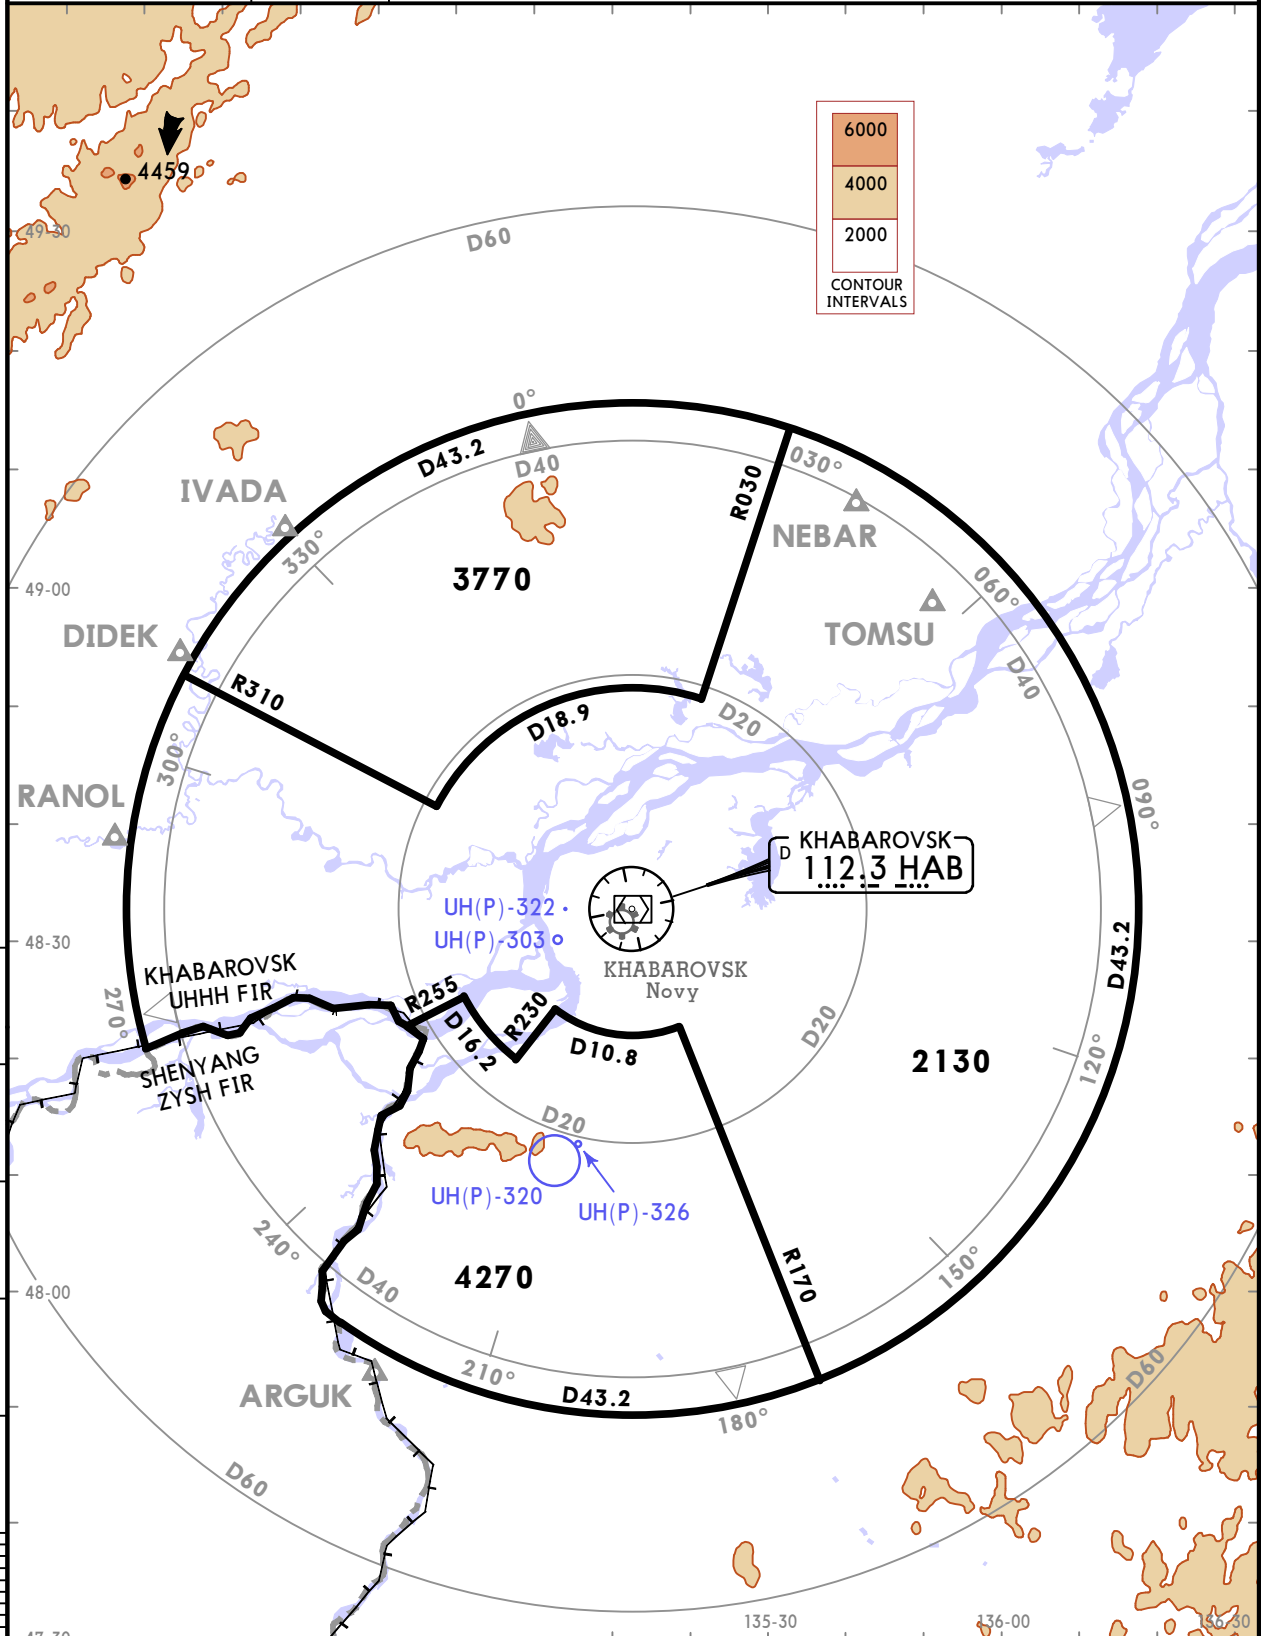 6000
4000
2000
CONTOUR
INTERVALS
4459
49-30
D60
0°
D43.2
D40
030°
R030
IVADA
NEBAR
330°
3770
060°
49-00
DIDEK
TOMSU
D40
R310
D18.9
D20
300°
RANOL
090°
KHABAROVSK
D
112.3 HAB
UH(P)-322
UH(P)-303
48-30
KHABAROVSK
Novy
D43.2
KHABAROVSK
UHHH FIR
R255
270°
R230
D16.2
D10.8
D20
2130
120°
SHENYANG
ZYSH FIR
D20
UH(P)-320
UH(P)-326
240°
4270
D40
R170
150°
48-00
210°
D43.2
180°
ARGUK
D60
D60
135-30
136-00
136-30
47-30